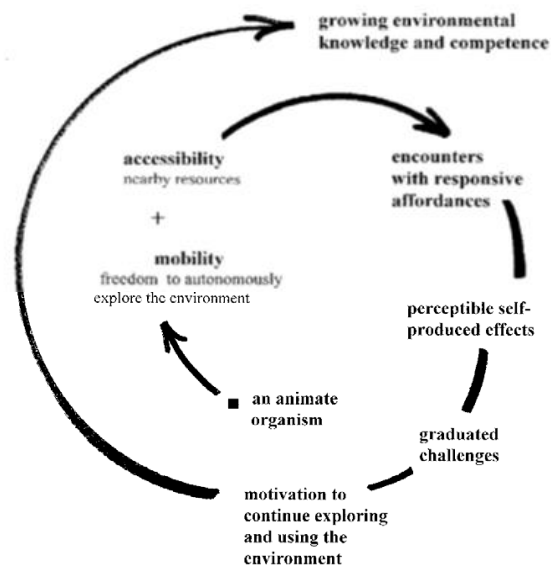 growing environmental
knowledge and competence
accessibility
nearby resources
+
mobility
freedom to autonomously
explore the environment
encounters
with responsive
affordances
perceptible self-
produced effects
an animate
organism
graduated
challenges
motivation to
continue exploring
and using the
environment